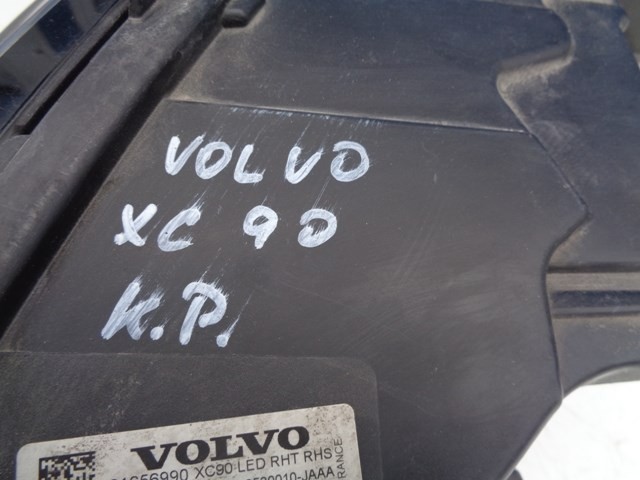 VOLVO
XC 90
K.P.
VOLVO
XC90 LED RHT RHS